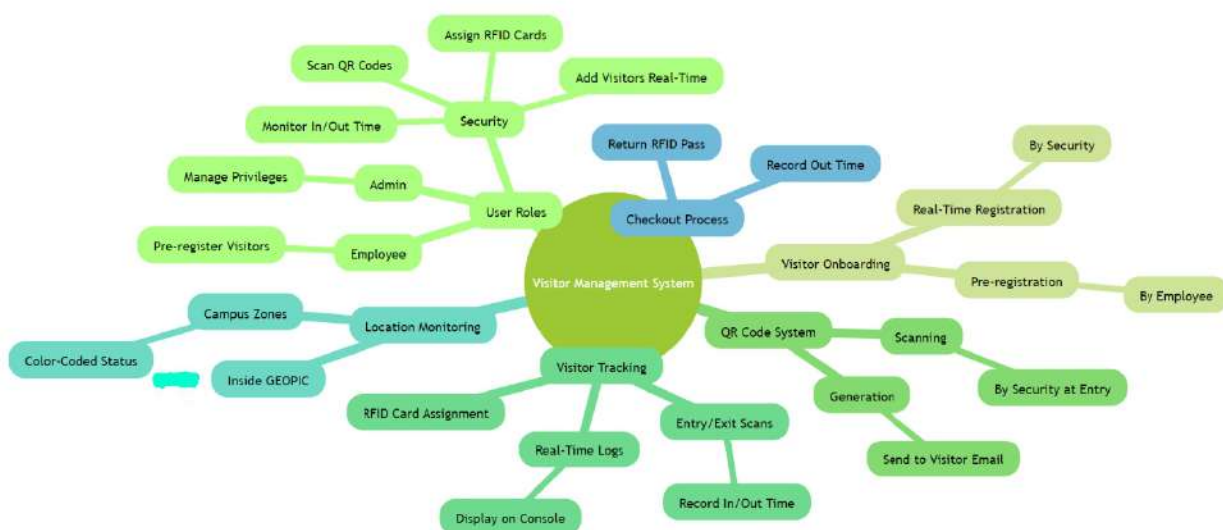 Assign RFID Cards
Scan QR Codes
Add Visitors Real-Time
Monitor In/Out Time
Security
Manage Privileges
Admin
User Roles
Pre-register Visitors
Employee
Return RFID Pass
Record Out Time
Checkout Process
By Security
Real-Time Registration
Visitor Onboarding
Pre-registration
By Employee
Visitor Management System
Campus Zones
Location Monitoring
Color-Coded Status
Inside GEOPIC
QR Code System
Scanning
By Security at Entry
Generation
Send to Visitor Email
Visitor Tracking
RFID Card Assignment
Entry/Exit Scans
Real-Time Logs
Record In/Out Time
Display on Console